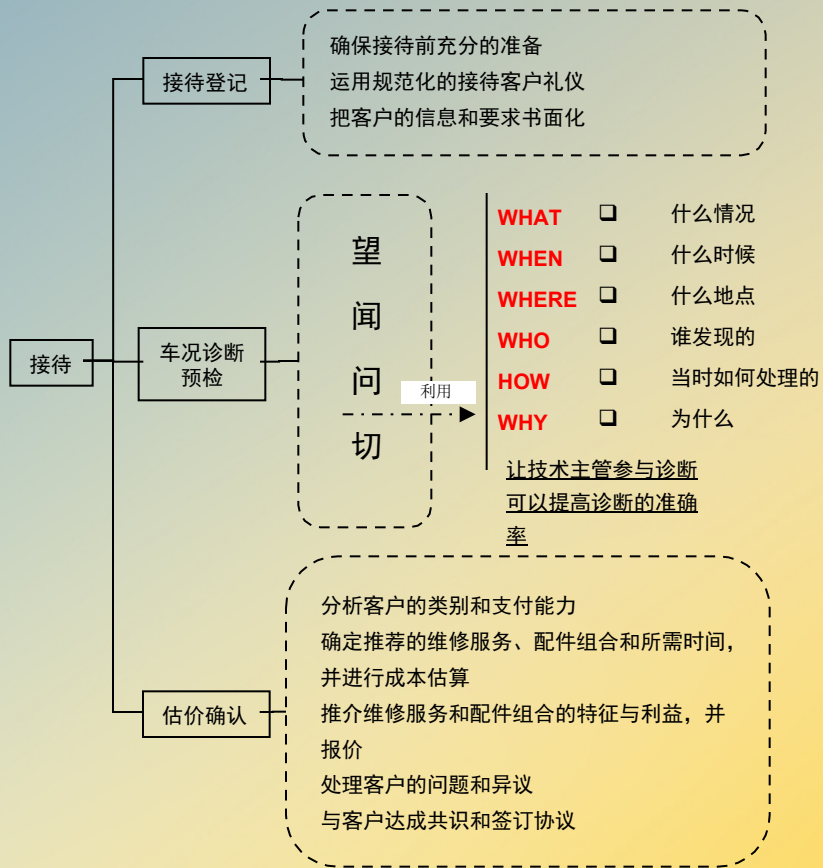 接待
接待登记
确保接待前充分的准备
运用规范化的接待客户礼仪
把客户的信息和要求书面化
车况诊断
预检
望
闻
问
切
利用
WHAT ❑ 什么情况
WHEN ❑ 什么时候
WHERE ❑ 什么地点
WHO ❑ 谁发现的
HOW ❑ 当时如何处理的
WHY ❑ 为什么
让技术主管参与诊断
可以提高诊断的准确
率
估价确认
分析客户的类别和支付能力
确定推荐的维修服务、配件组合和所需时间，
并进行成本估算
推介维修服务和配件组合的特征与利益，并
报价
处理客户的问题和异议
与客户达成共识和签订协议